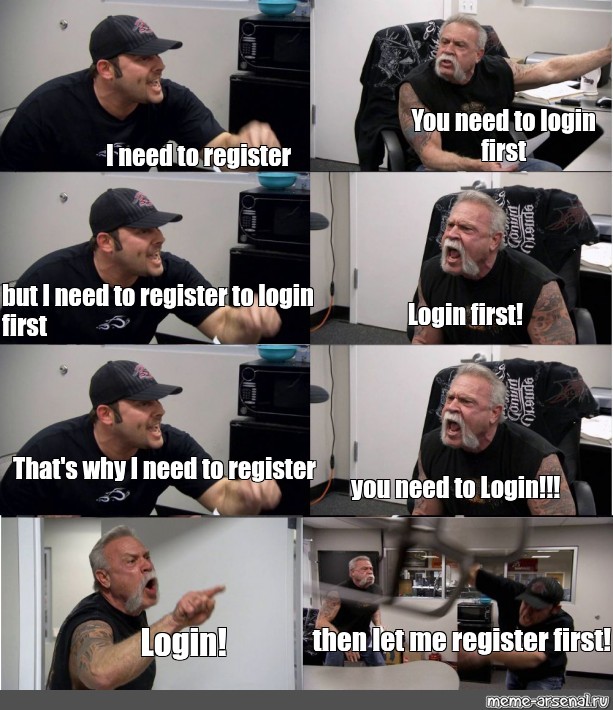 I need to register
You need to login
first
but I need to register to login
first
Login first!
That's why I need to register
you need to Login!!!
Login!
then let me register first!
meme-arsenal.ru